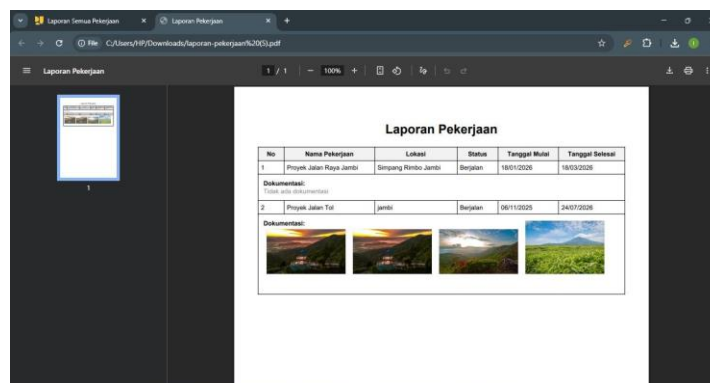 Laporan Semua Pekerjaan
Laporan Pekerjaan
File C:/Users/HP/Downloads/laporan-pekerjaan%20(5).pdf
Laporan Pekerjaan
1 / 1
100%
1
Laporan Pekerjaan
No Nama Pekerjaan Lokasi Status Tanggal Mulai Tanggal Selesai
1 Proyek Jalan Raya Jambi Simpang Rimbo Jambi Berjalan 18/01/2026 18/03/2026
Dokumentasi:
Tidak ada dokumentasi
2 Proyek Jalan Tol jambi Berjalan 06/11/2025 24/07/2026
Dokumentasi: